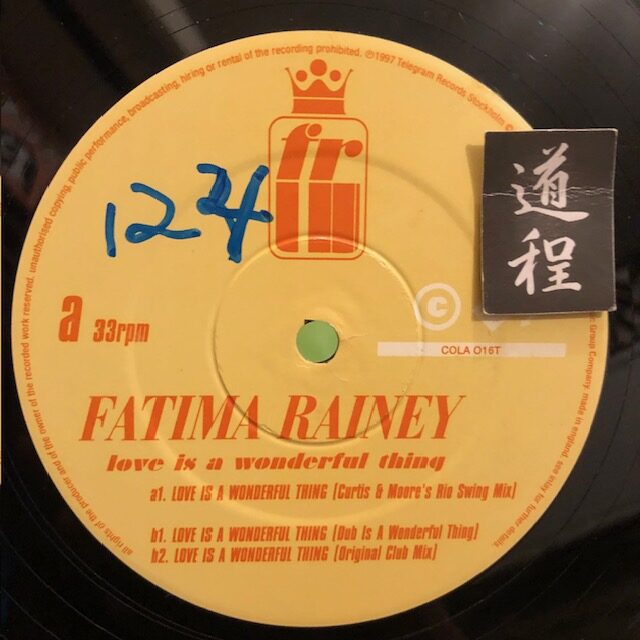 all rights of the producer and of the owner of the recorded work reserved. unauthorised copying, public performance, broadcasting, hiring or rental of the recording prohibited. ℗1997 Telegram Records Stockholm ©
Group Company. made in england. see inlay for further details.
fr
12 24
道
程
a 33rpm
©
COLA 016T
FATIMA RAINEY
love is a wonderful thing
a1. LOVE IS A WONDERFUL THING (Curtis & Moore's Rio Swing Mix)
b1. LOVE IS A WONDERFUL THING (Dub Is A Wonderful Thing)
b2. LOVE IS A WONDERFUL THING (Original Club Mix)